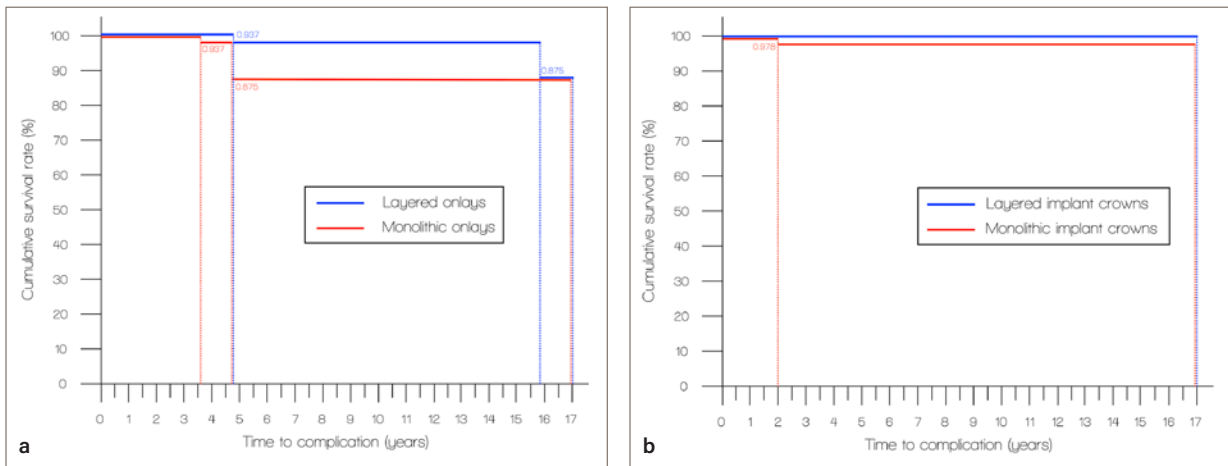 100
90
80
70
60
50
40
30
20
10
0
Cumulative survival rate (%)
0.937
0.937
0.875
0.875
Layered onlays
Monolithic onlays
0 1 2 3 4 5 6 7 8 9 10 11 12 13 14 15 16 17
Time to complication (years)
a
100
90
80
70
60
50
40
30
20
10
0
Cumulative survival rate (%)
0.978
Layered implant crowns
Monolithic implant crowns
0 1 2 3 4 5 6 7 8 9 10 11 12 13 14 15 16 17
Time to complication (years)
b